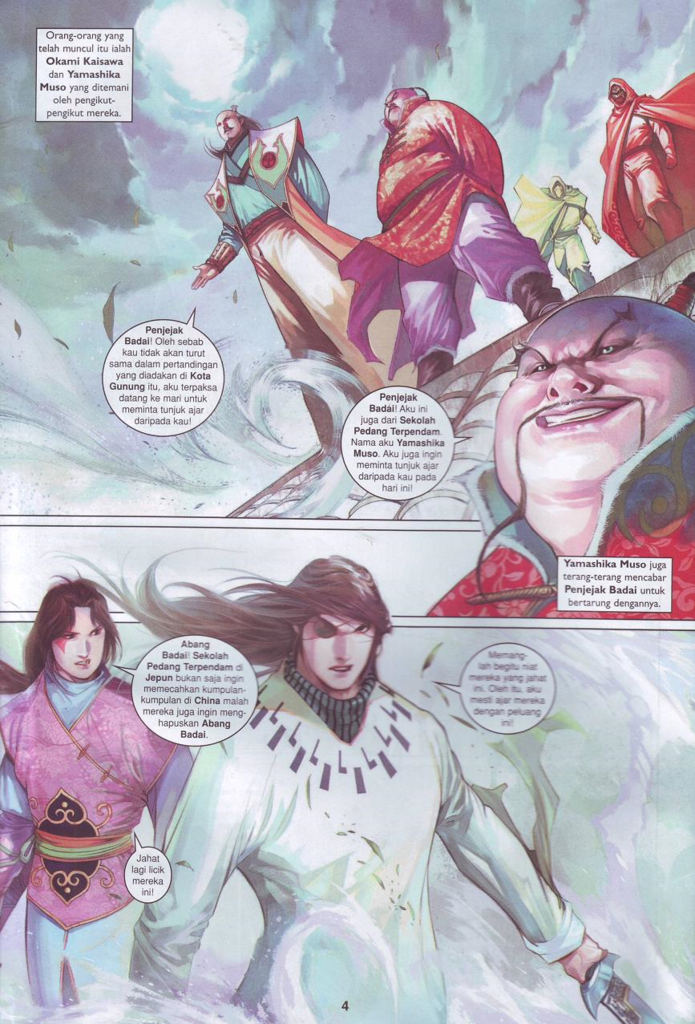 Orang-orang yang
telah muncul itu ialah
Okami Kaisawa
dan Yamashika
Muso yang ditemani
oleh pengikut-
pengikut mereka.
Penjejak
Badai! Oleh sebab
kau tidak akan turut
sama dalam pertandingan
yang diadakan di Kota
Gunung itu, aku terpaksa
datang ke mari untuk
meminta tunjuk ajar
daripada kau!
Penjejak
Badai! Aku ini
juga dari Sekolah
Pedang Terpendam.
Nama aku Yamashika
Muso. Aku juga ingin
meminta tunjuk ajar
daripada kau pada
hari ini!
Yamashika Muso juga
terang-terang mencabar
Penjejak Badai untuk
bertarung dengannya.
Abang
Badai! Sekolah
Pedang Terpendam di
Jepun bukan saja ingin
memecahkan kumpulan-
kumpulan di China malah
mereka juga ingin meng-
hapuskan Abang
Badai.
Jahat
lagi licik
mereka
ini!
Memang-
lah begitu niat
mereka yang jahat
ini. Oleh itu, aku
mesti ajar mereka
dengan peluang
ini!
4